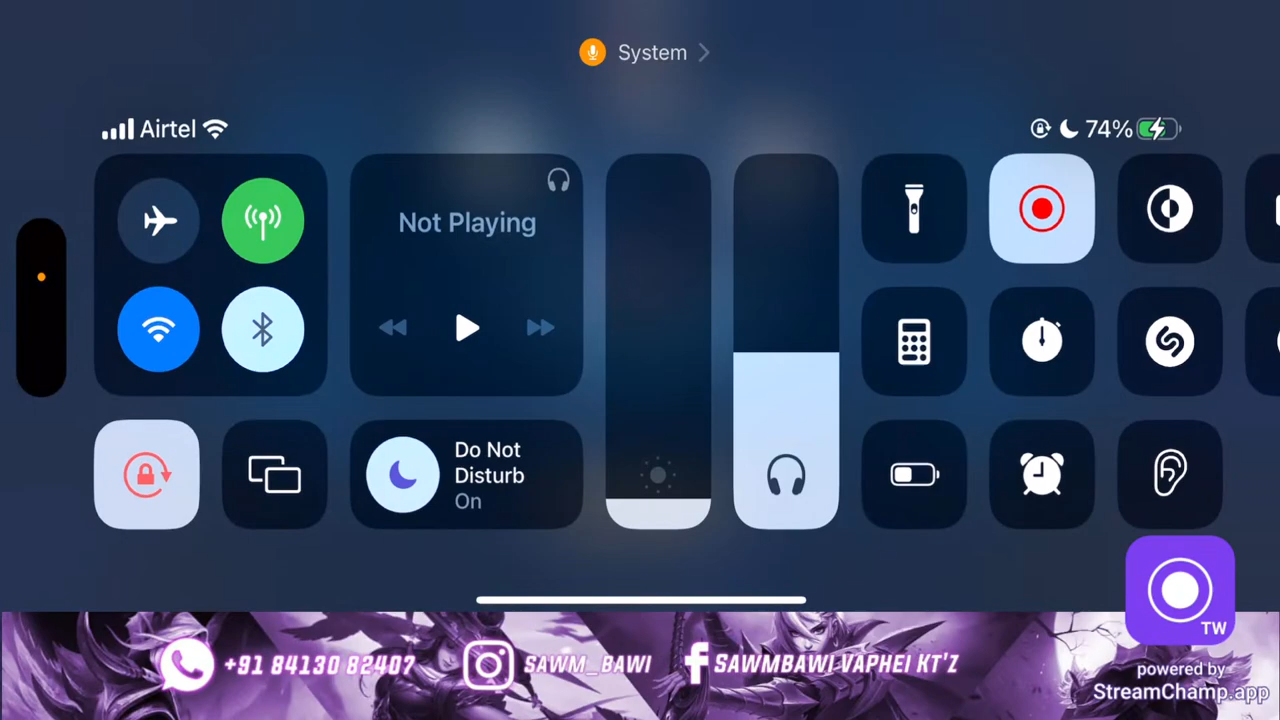 System
Airtel
74%
Not Playing
Do Not
Disturb
On
TW
+91 84130 82407
SAWM_BAWI
SAWMBAWI VAPHEI KT'Z
powered by
StreamChamp.app